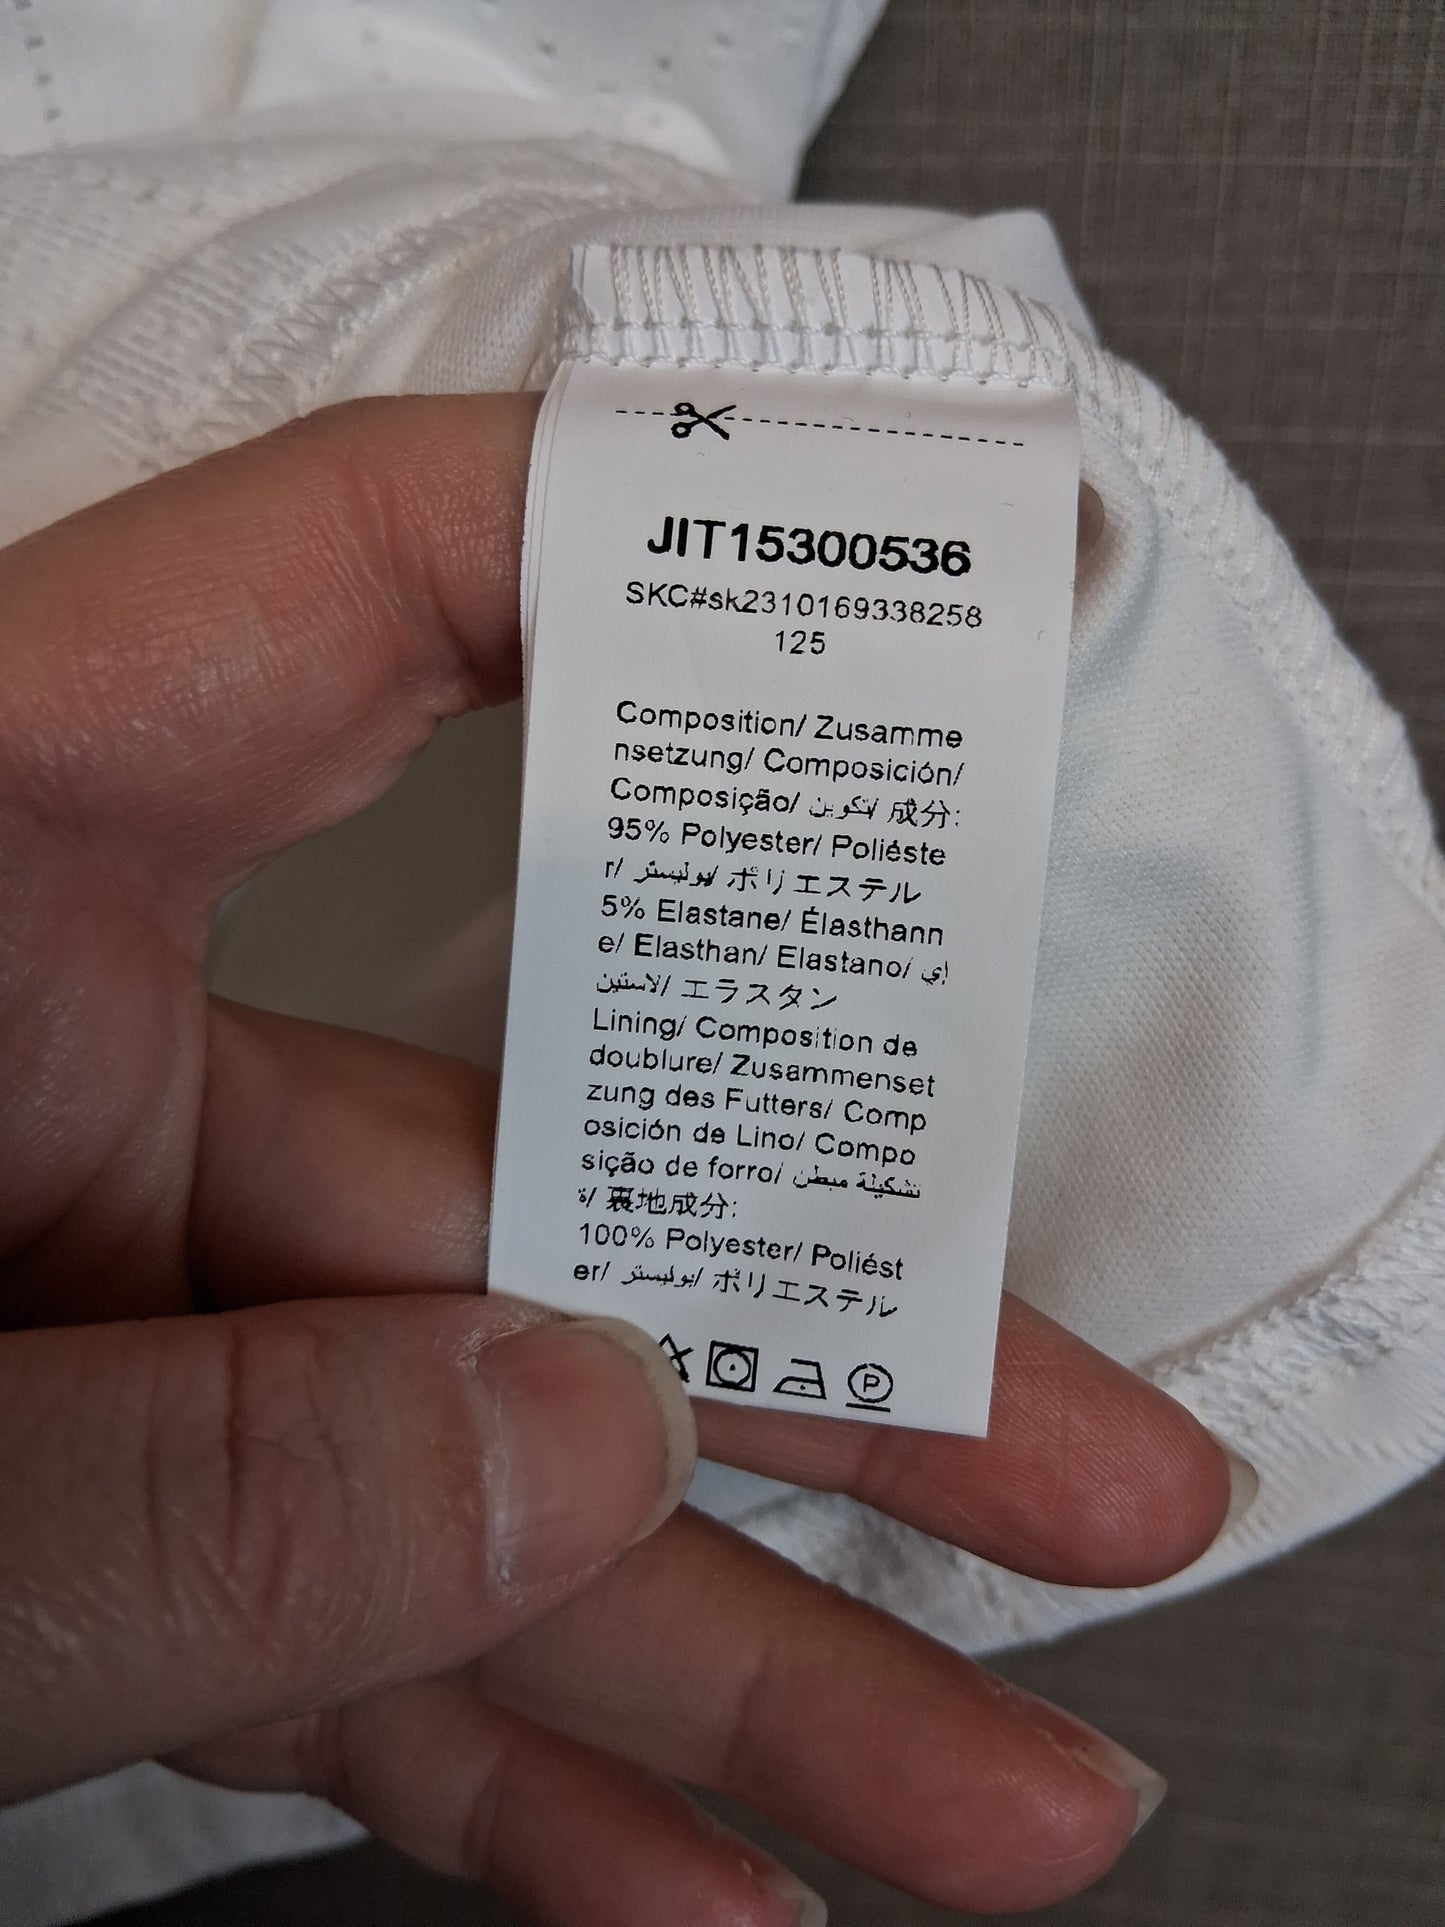 JIT15300536
SKC#sk2310169338258
125
Composition/ Zusamme
nsetzung/ Composición/
Composição/ تكوين/ 成分:
95% Polyester/ Poliéste
r/ بوليستر/ ポリエステル
5% Elastane/ Élasthann
e/ Elasthan/ Elastano/ إي
لاستين/ エラスタン
Lining/ Composition de
doublure/ Zusammenset
zung des Futters/ Comp
osición de Lino/ Compo
sição de forro/ تشكيلة مبطن
ة/ 裏地成分:
100% Polyester/ Poliést
er/ بوليستر/ ポリエステル
P